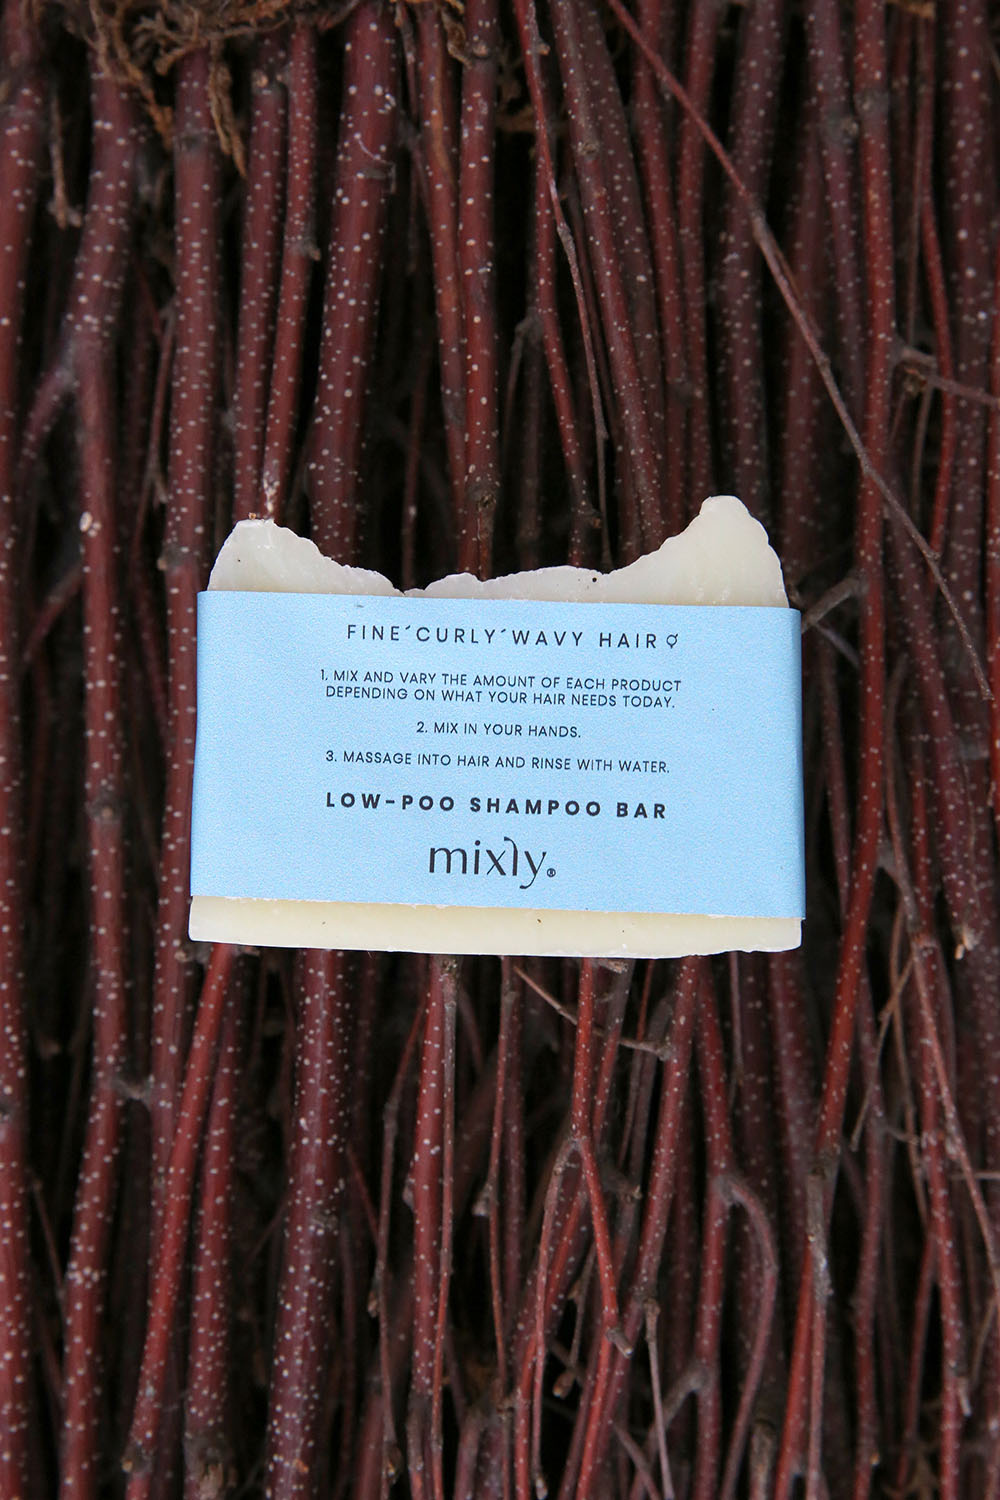 FINE´CURLY´WAVY HAIR
1. MIX AND VARY THE AMOUNT OF EACH PRODUCT
DEPENDING ON WHAT YOUR HAIR NEEDS TODAY.
2. MIX IN YOUR HANDS.
3. MASSAGE INTO HAIR AND RINSE WITH WATER.
LOW-POO SHAMPOO BAR
mixly®